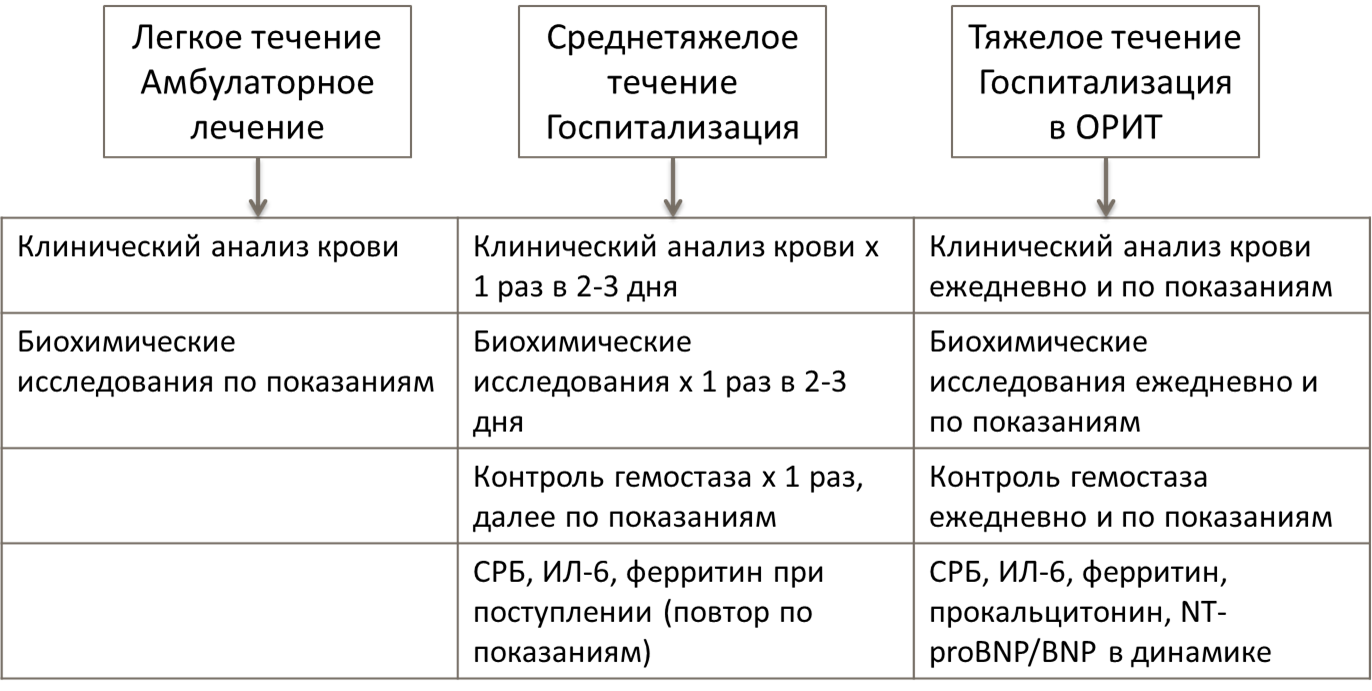 Легкое течение
Амбулаторное
лечение
Среднетяжелое
течение
Госпитализация
Тяжелое течение
Госпитализация
в ОРИТ
Клинический анализ крови
Клинический анализ крови х
1 раз в 2-3 дня
Клинический анализ крови
ежедневно и по показаниям
Биохимические
исследования по показаниям
Биохимические
исследования х 1 раз в 2-3
дня
Биохимические
исследования ежедневно и
по показаниям
Контроль гемостаза х 1 раз,
далее по показаниям
Контроль гемостаза
ежедневно и по показаниям
СРБ, ИЛ-6, ферритин при
поступлении (повтор по
показаниям)
СРБ, ИЛ-6, ферритин,
прокальцитонин, NT-
proBNP/BNP в динамике